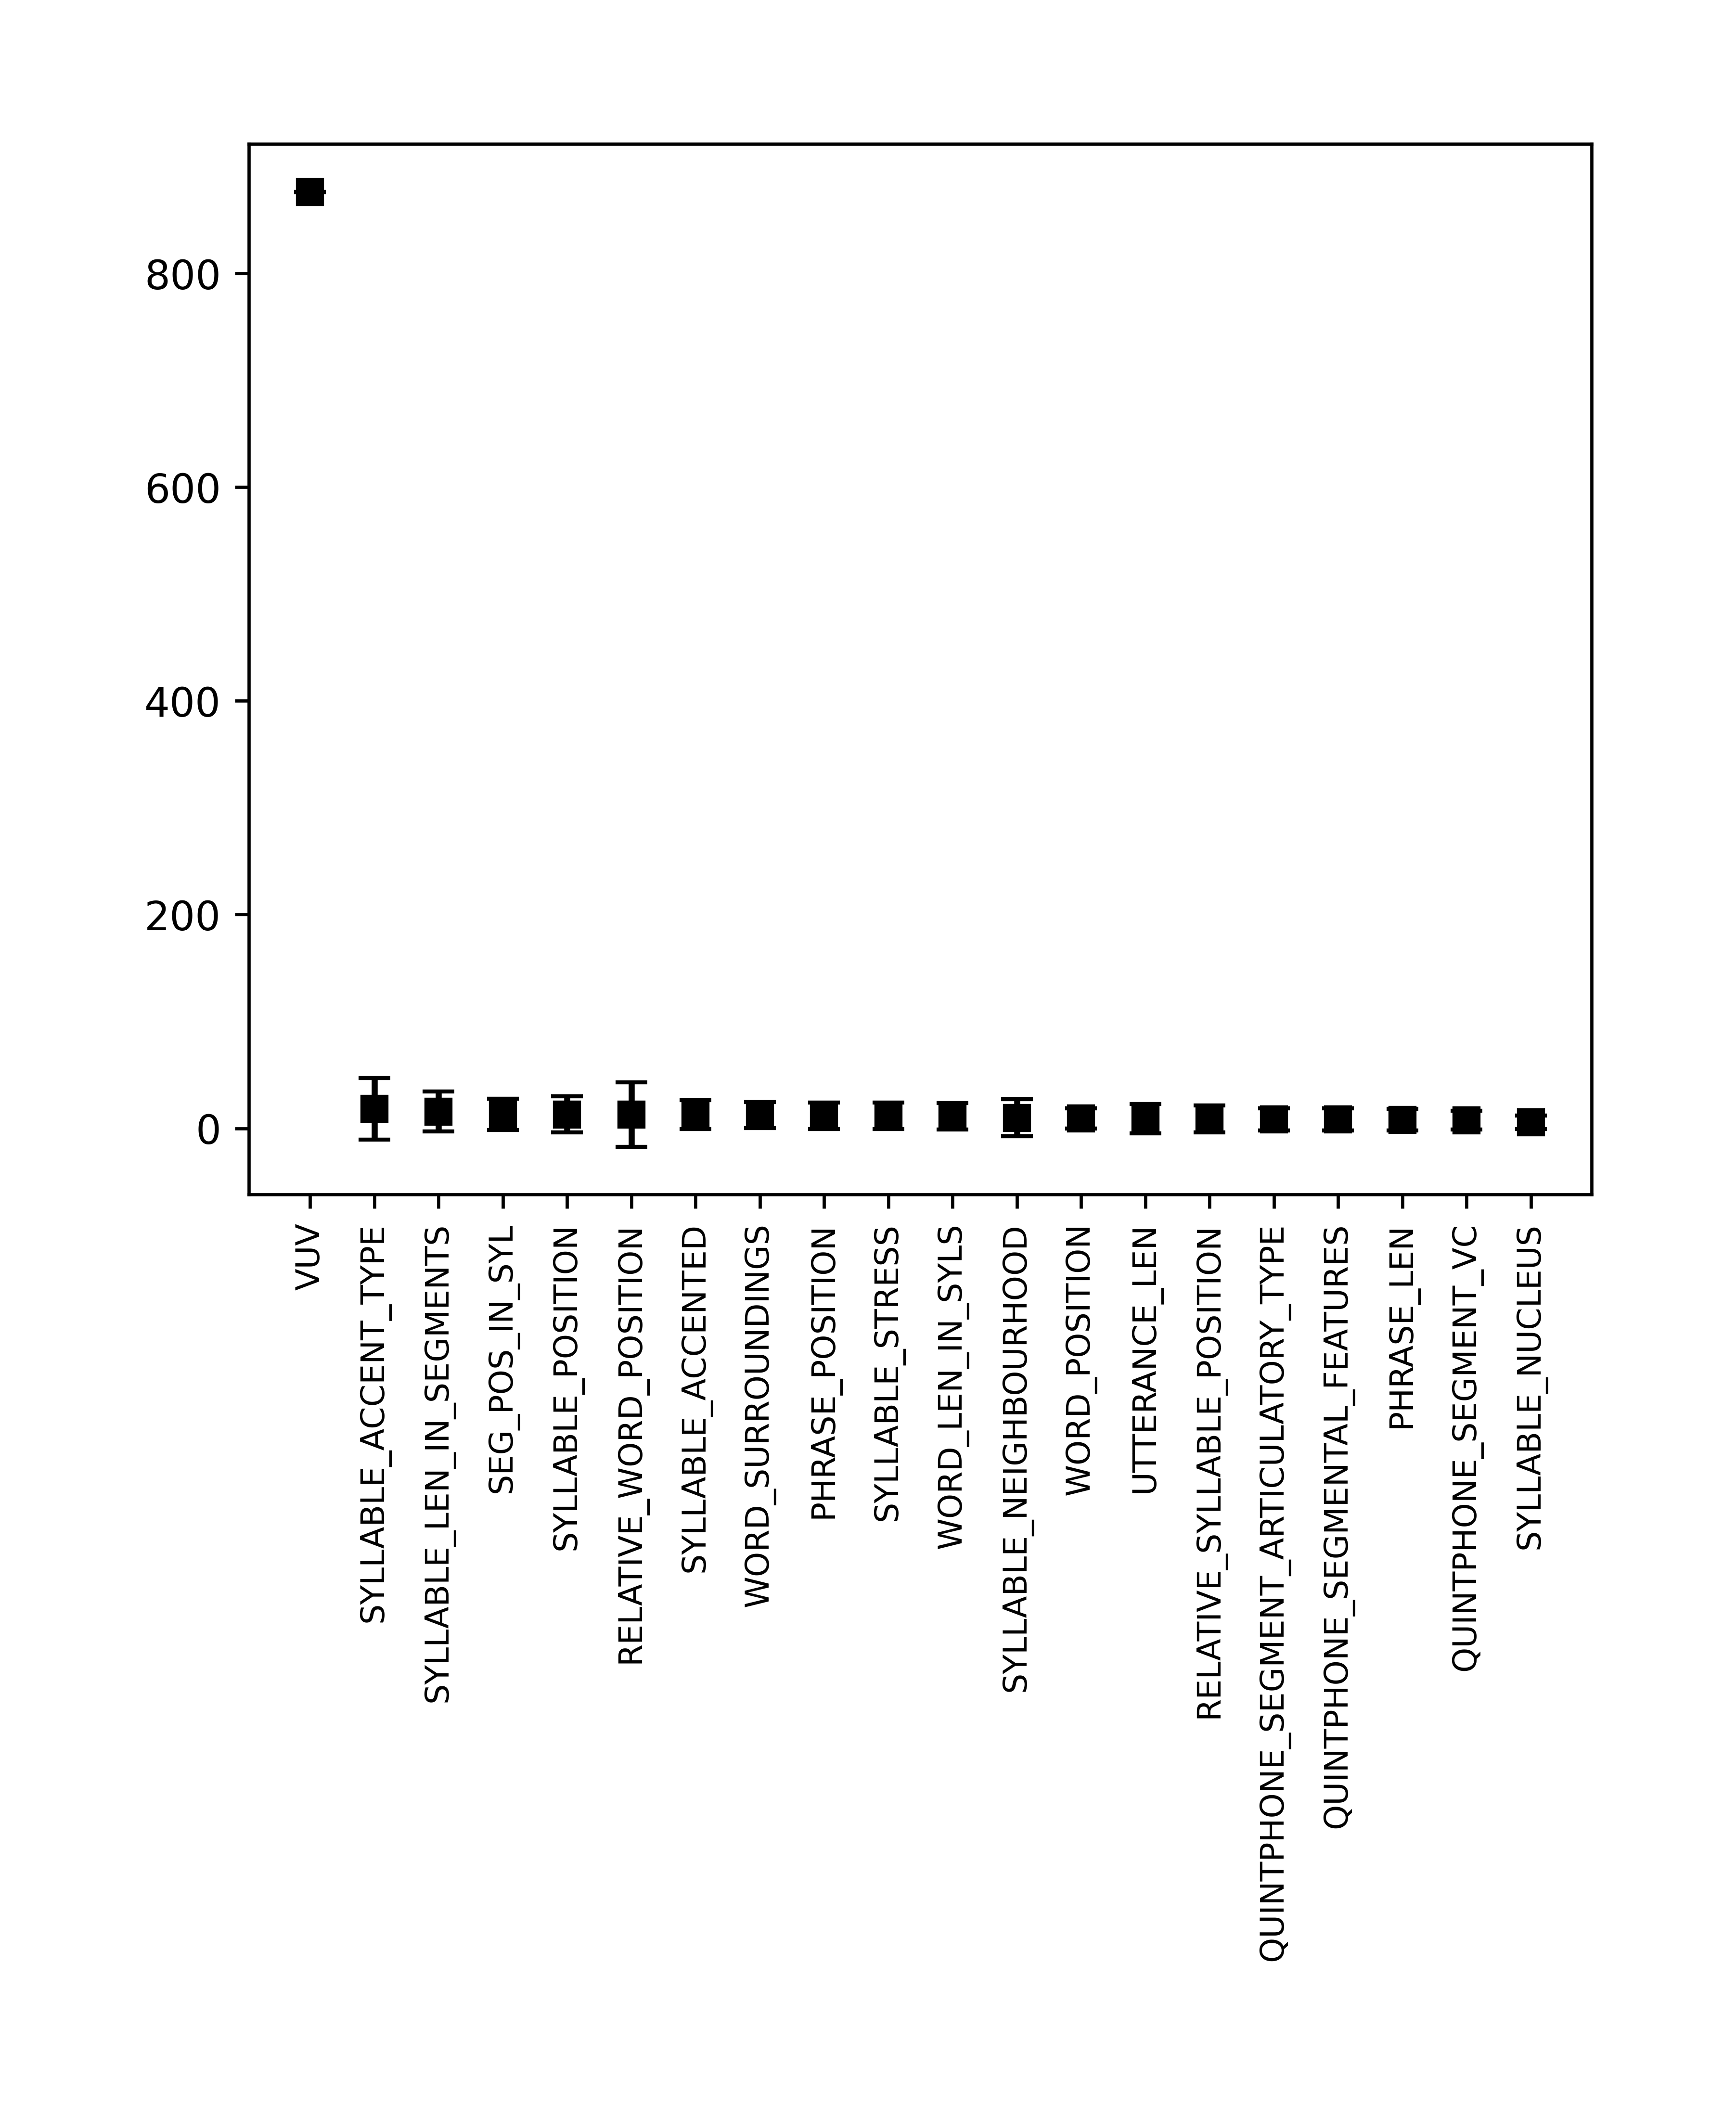 800
600
400
200
0
VUV
SYLLABLE_ACCENT_TYPE
SYLLABLE_LEN_IN_SEGMENTS
SEG_POS_IN_SYL
SYLLABLE_POSITION
RELATIVE_WORD_POSITION
SYLLABLE_ACCENTED
WORD_SURROUNDINGS
PHRASE_POSITION
SYLLABLE_STRESS
WORD_LEN_IN_SYLS
SYLLABLE_NEIGHBOURHOOD
WORD_POSITION
UTTERANCE_LEN
RELATIVE_SYLLABLE_POSITION
QUINTPHONE_SEGMENT_ARTICULATORY_TYPE
QUINTPHONE_SEGMENTAL_FEATURES
PHRASE_LEN
QUINTPHONE_SEGMENT_VC
SYLLABLE_NUCLEUS